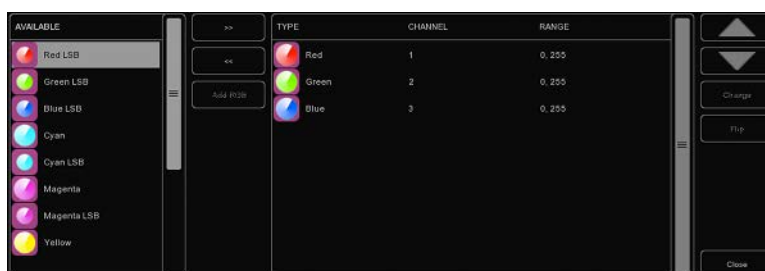 AVAILABLE
Red LSB
Green LSB
Blue LSB
Cyan
Cyan LSB
Magenta
Magenta LSB
Yellow
>>
<<
Add RGB
TYPE CHANNEL RANGE
Red 1 0, 255
Green 2 0, 255
Blue 3 0, 255
Change
Flip
Close